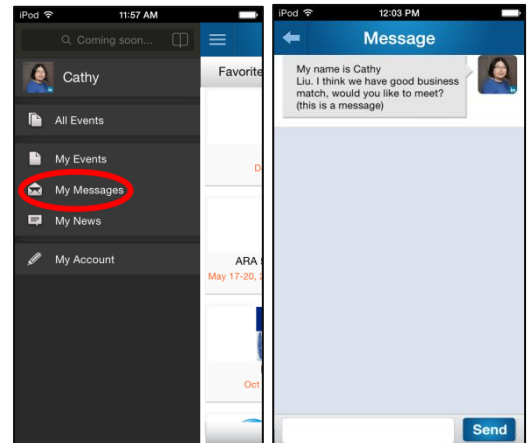 iPod 11:57 AM
Coming soon...
Cathy
Favorite
All Events
My Events
My Messages
My News
My Account
D
ARA
May 17-20, 2
Oct
iPod 12:03 PM
Message
My name is Cathy
Liu. I think we have good business
match, would you like to meet?
(this is a message)
Send